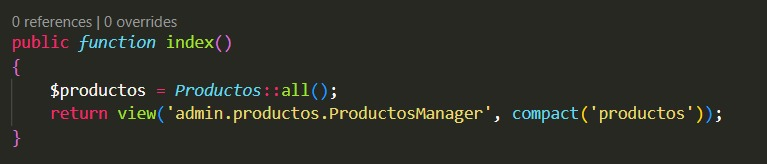 0 references | 0 overrides
public function index()
{
    $productos = Productos::all();
    return view('admin.productos.ProductosManager', compact('productos'));
}